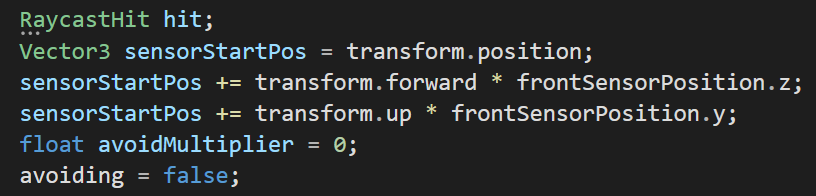 RaycastHit hit;
Vector3 sensorStartPos = transform.position;
sensorStartPos += transform.forward * frontSensorPosition.z;
sensorStartPos += transform.up * frontSensorPosition.y;
float avoidMultiplier = 0;
avoiding = false;